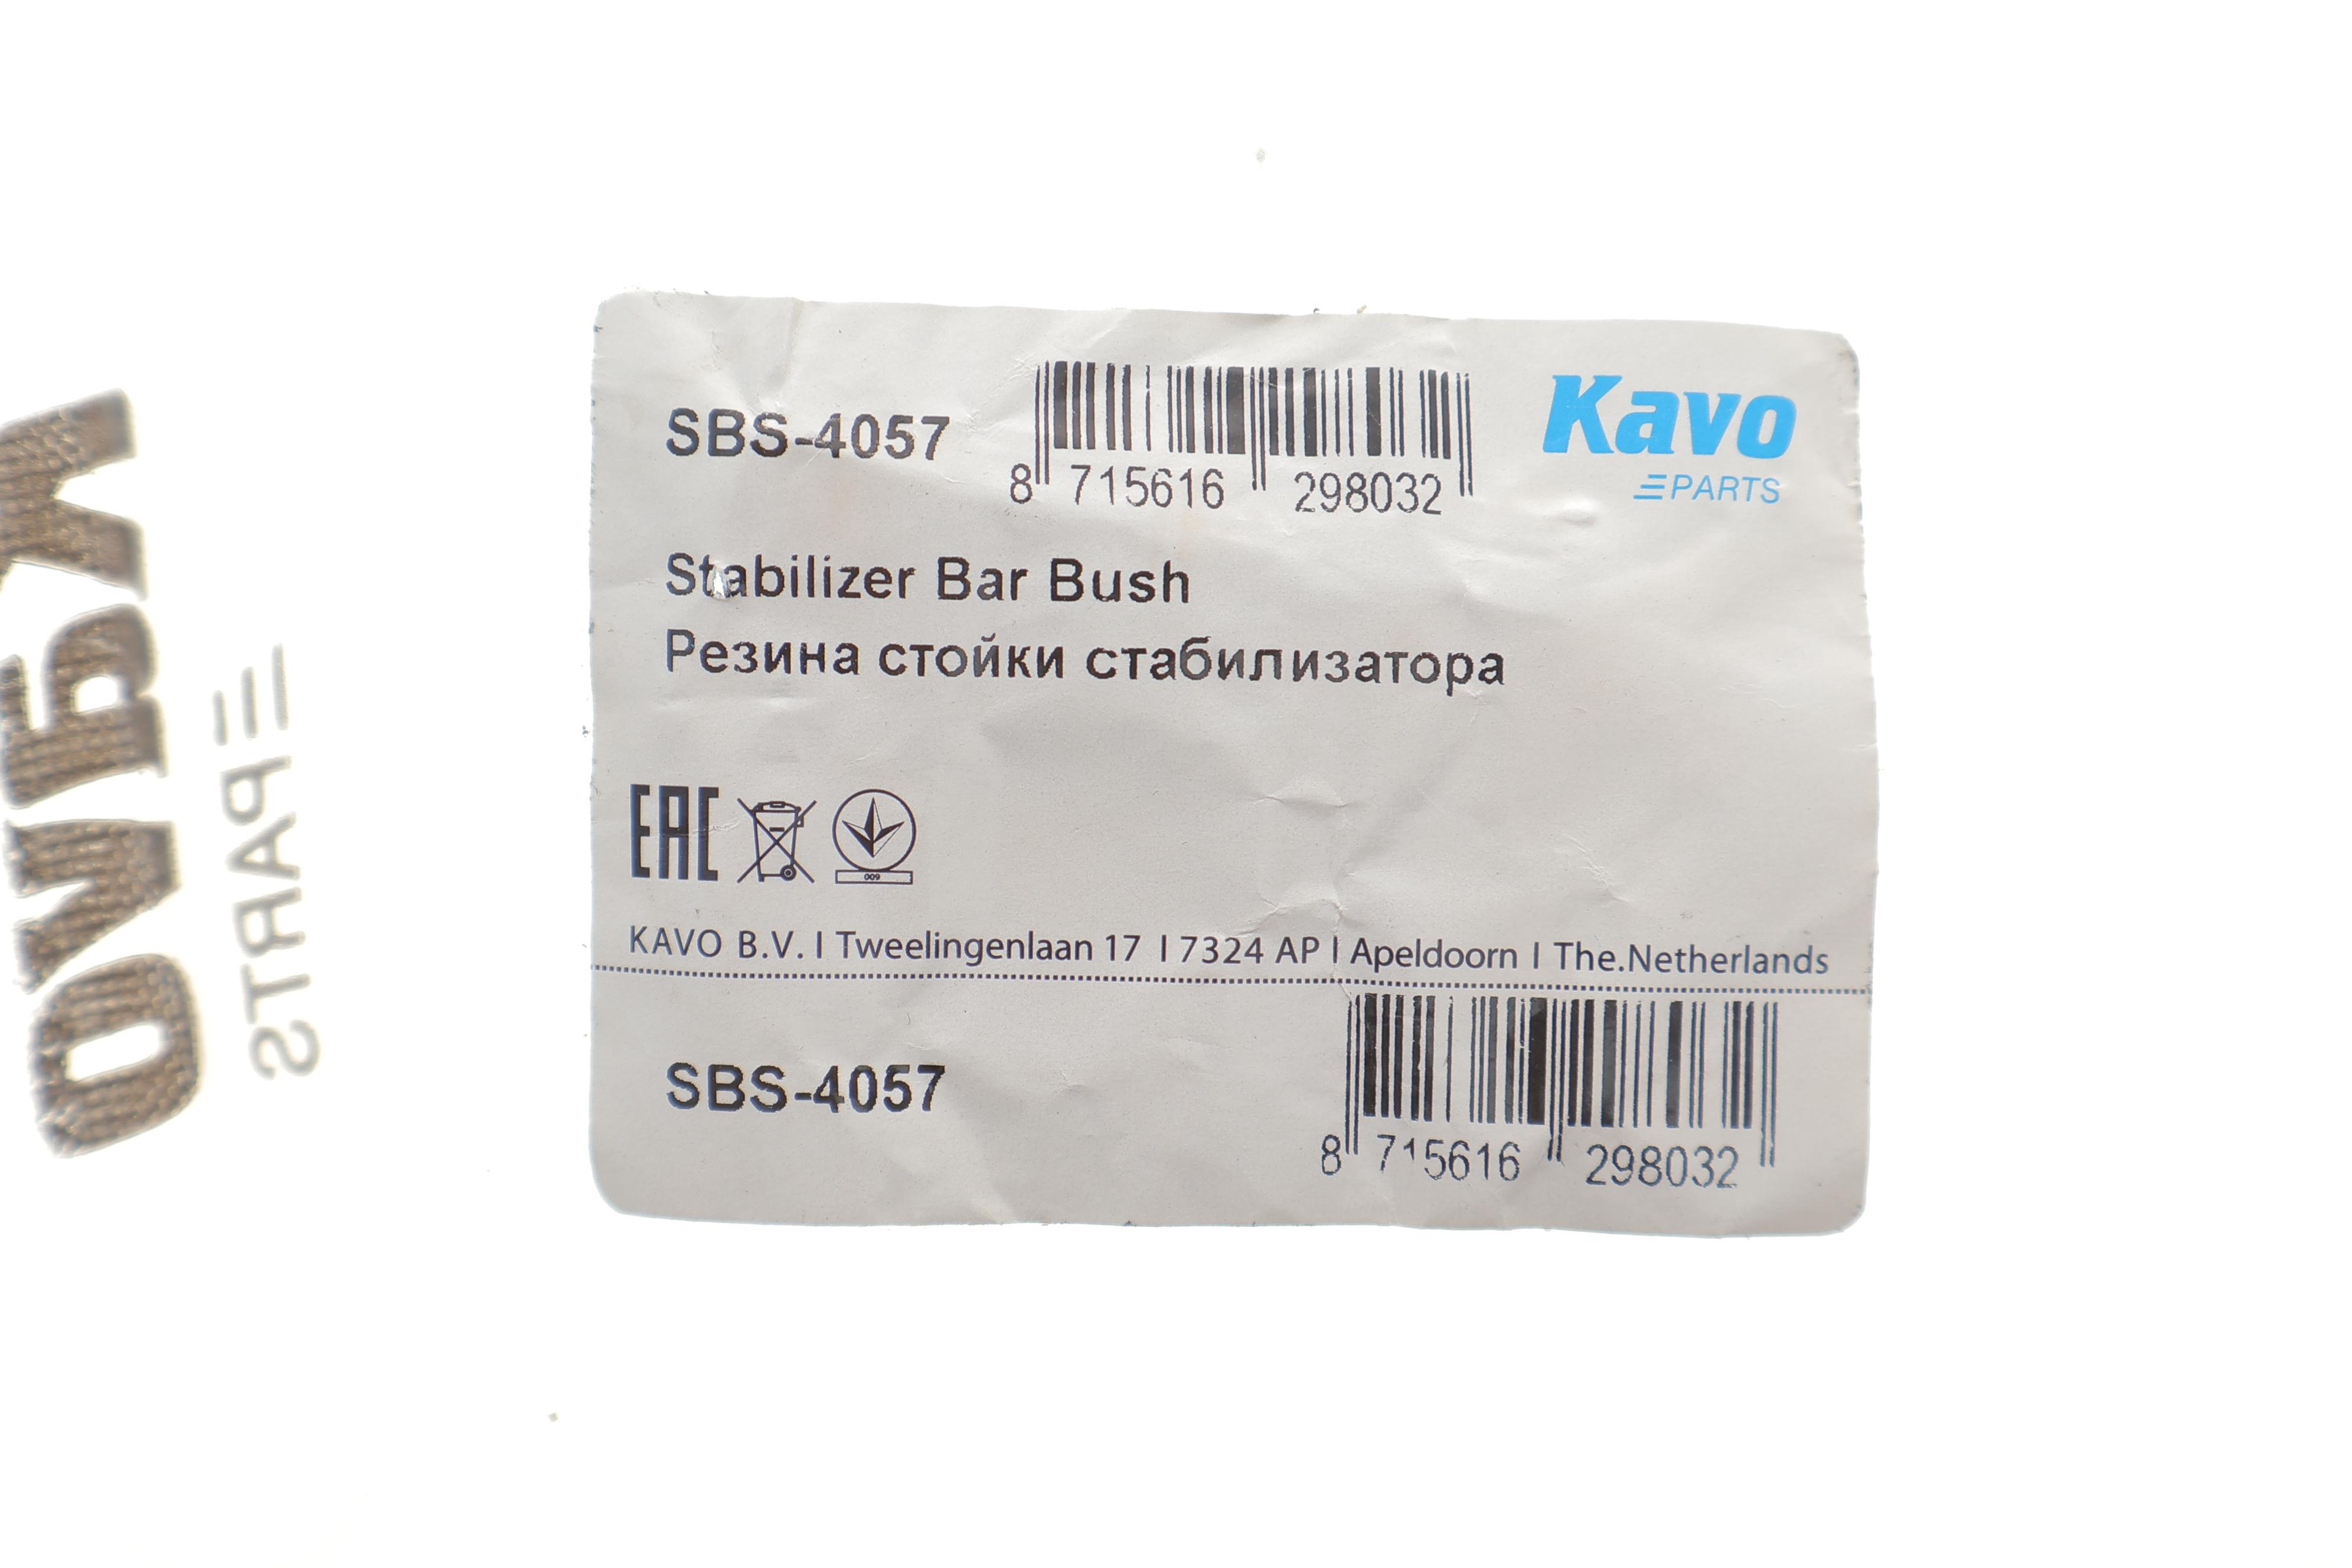 SBS-4057
8 715616 298032
Kavo
PARTS
Stabilizer Bar Bush
Резина стойки стабилизатора
EAC
009
KAVO B.V. I Tweelingenlaan 17 I 7324 AP I Apeldoorn I The.Netherlands
SBS-4057
8 715616 298032
Kavo
PARTS